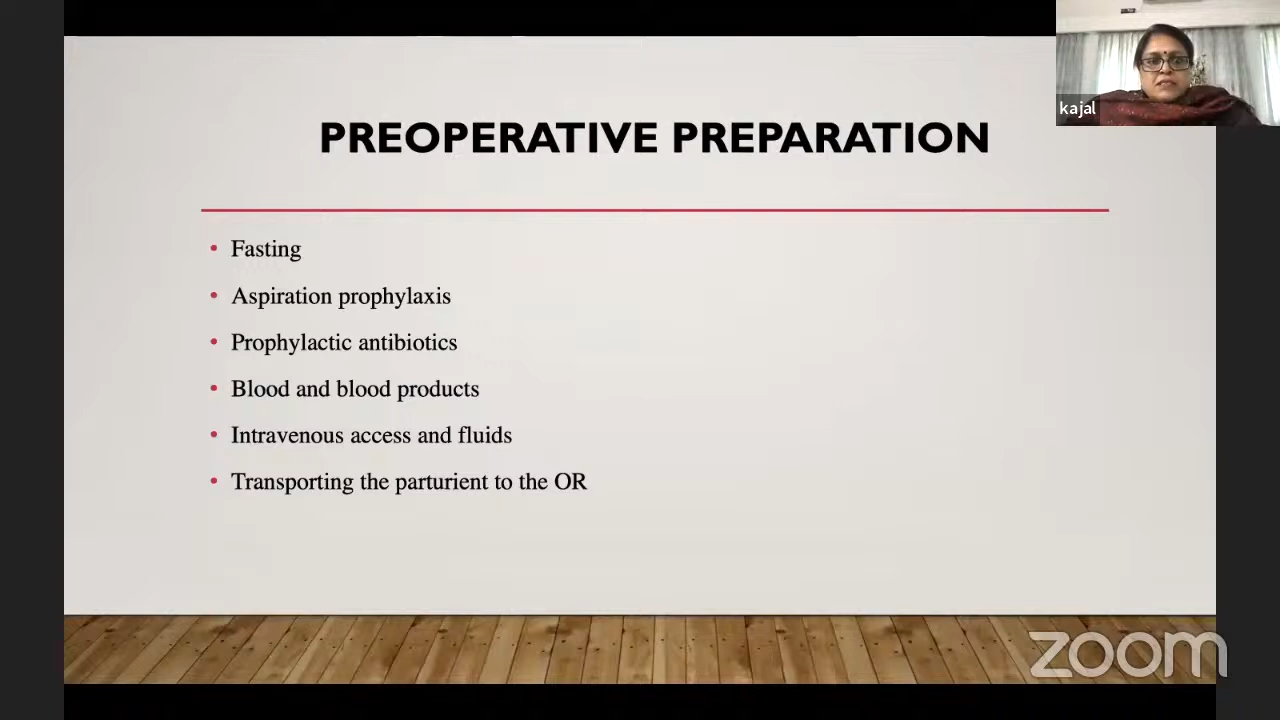 kajal
PREOPERATIVE PREPARATION
• Fasting
• Aspiration prophylaxis
• Prophylactic antibiotics
• Blood and blood products
• Intravenous access and fluids
• Transporting the parturient to the OR
zoom